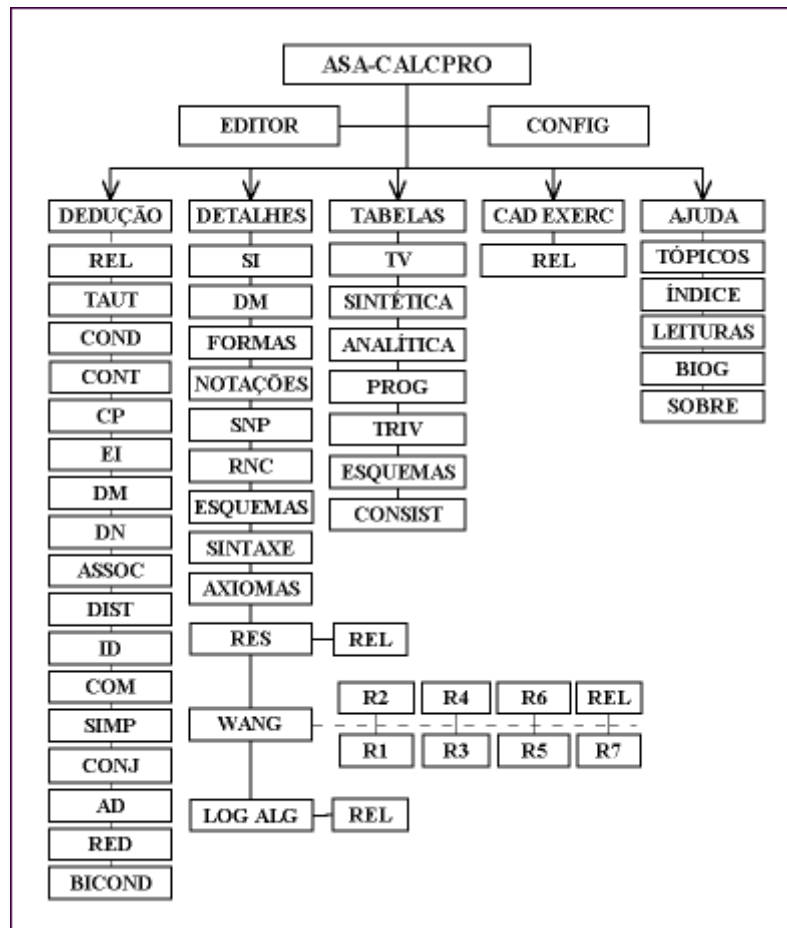 ASA-CALCPRO
EDITOR
CONFIG
DEDUÇÃO
REL
TAUT
COND
CONT
CP
EI
DM
DN
ASSOC
DIST
ID
COM
SIMP
CONJ
AD
RED
BICOND
DETALHES
SI
DM
FORMAS
NOTAÇÕES
SNP
RNC
ESQUEMAS
SINTAXE
AXIOMAS
RES
REL
WANG
R2
R4
R6
REL
R1
R3
R5
R7
LOG ALG
REL
TABELAS
TV
SINTÉTICA
ANALÍTICA
PROG
TRIV
ESQUEMAS
CONSIST
CAD EXERC
REL
AJUDA
TÓPICOS
ÍNDICE
LEITURAS
BIOG
SOBRE